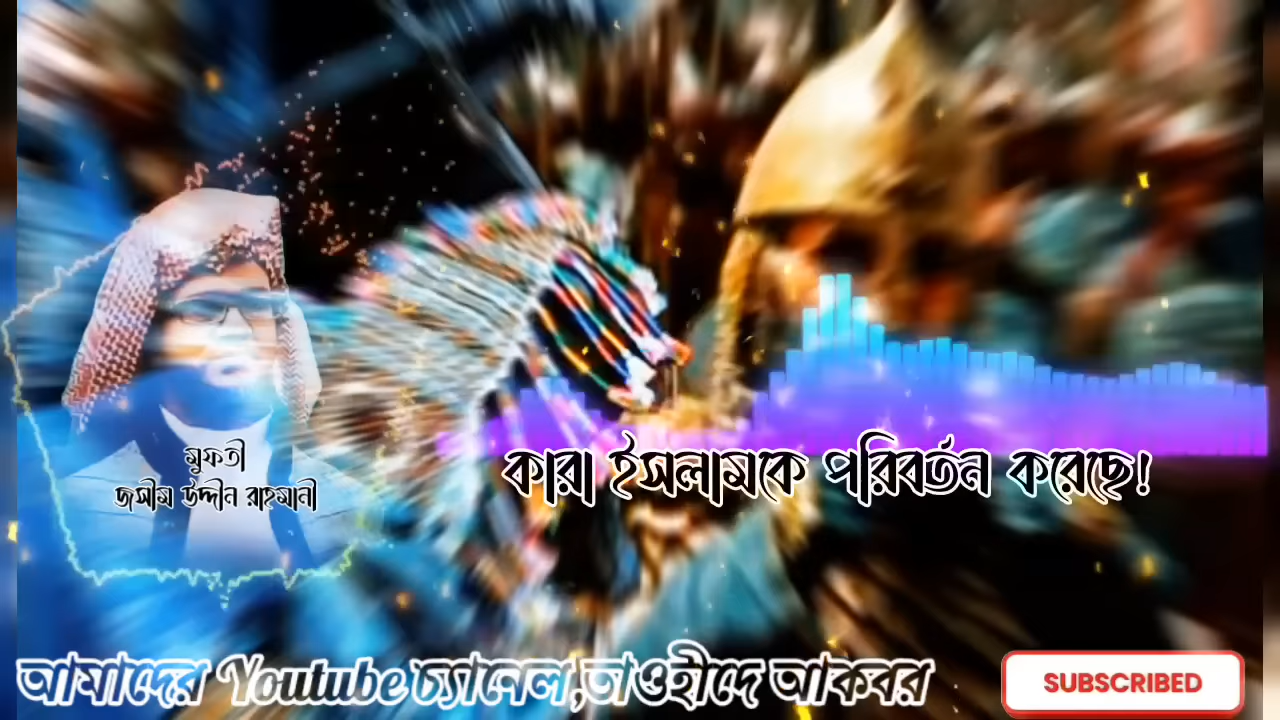 মুফতী
জসীম উদ্দীন রাহমানী
কারা ইসলামকে পরিবর্তন করেছে!
আমাদের Youtube চ্যানেল ,তাওহীদে আকবর
SUBSCRIBED